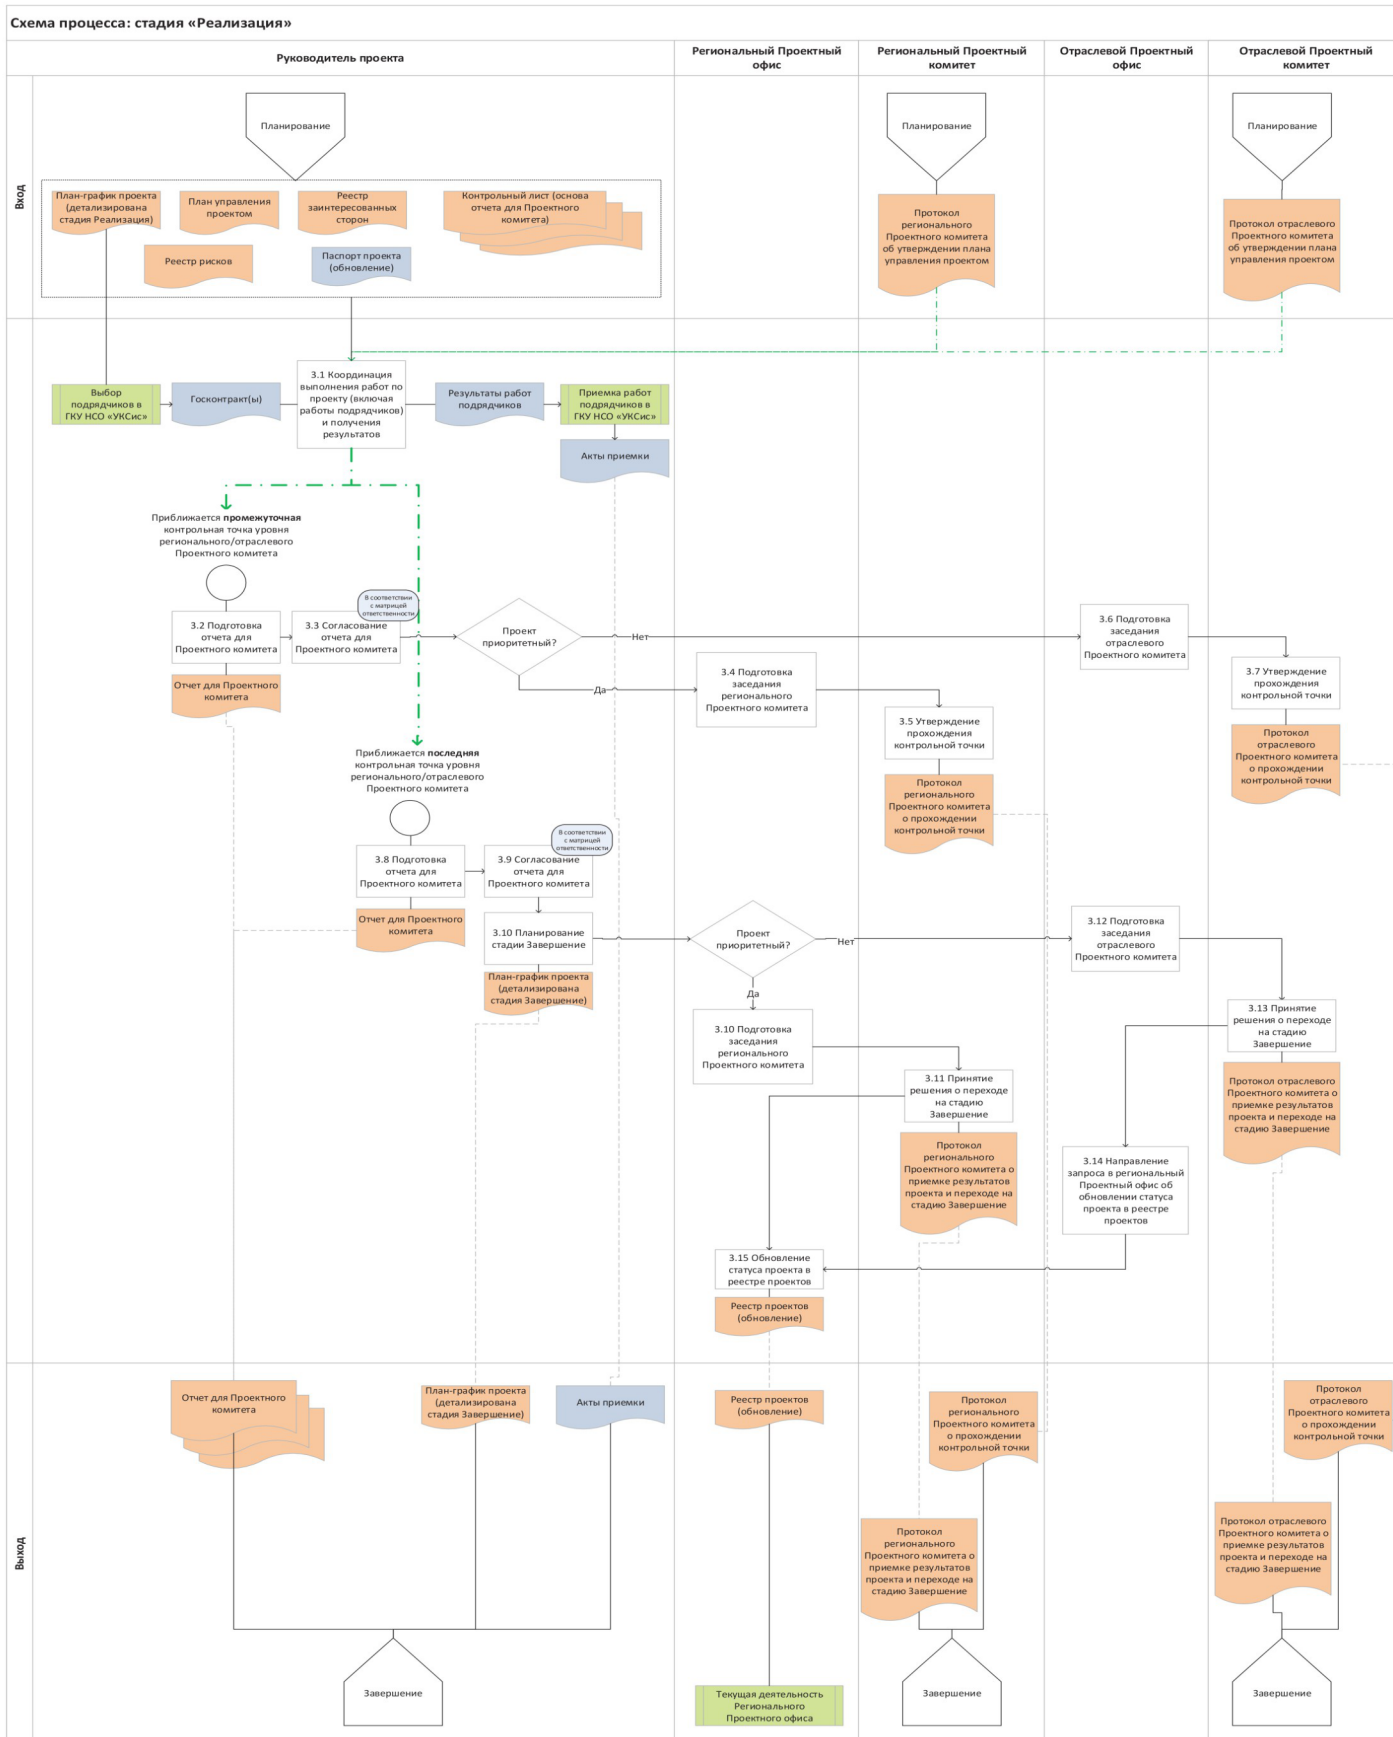 Схема процесса: стадия «Реализация»
Руководитель проекта
Региональный Проектный
офис
Региональный Проектный
комитет
Отраслевой Проектный
офис
Отраслевой Проектный
комитет
Вход
Планирование
Планирование
Планирование
План-график проекта
(детализирована
стадия Реализация)
План управления
проектом
Реестр
заинтересованных
сторон
Контрольный лист (основа
отчета для Проектного
комитета)
Реестр рисков
Паспорт проекта
(обновление)
Протокол
регионального
Проектного комитета
об утверждении плана
управления проектом
Протокол отраслевого
Проектного комитета
об утверждении плана
управления проектом
Выбор
подрядчиков в
ГКУ НСО «УКСис»
Госконтракт(ы)
3.1 Координация
выполнения работ по
проекту (включая
работы подрядчиков)
и получения
результатов
Результаты работ
подрядчиков
Приемка работ
подрядчиков в
ГКУ НСО «УКСис»
Акты приемки
Приближается промежуточная
контрольная точка уровня
регионального/отраслевого
Проектного комитета
В соответствии
с матрицей
ответственности
3.2 Подготовка
отчета для
Проектного комитета
3.3 Согласование
отчета для
Проектного комитета
Проект
приоритетный?
Нет
Да
3.6 Подготовка
заседания
отраслевого
Проектного комитета
3.4 Подготовка
заседания
регионального
Проектного комитета
3.7 Утверждение
прохождения
контрольной точки
Отчет для Проектного
комитета
3.5 Утверждение
прохождения
контрольной точки
Протокол
отраслевого
Проектного комитета
о прохождении
контрольной точки
Протокол
регионального
Проектного комитета
о прохождении
контрольной точки
Приближается последняя
контрольная точка уровня
регионального/отраслевого
Проектного комитета
В соответствии
с матрицей
ответственности
3.8 Подготовка
отчета для
Проектного комитета
3.9 Согласование
отчета для
Проектного комитета
Отчет для Проектного
комитета
3.10 Планирование
стадии Завершение
План-график проекта
(детализирована
стадия Завершение)
Проект
приоритетный?
Нет
Да
3.12 Подготовка
заседания
отраслевого
Проектного комитета
3.10 Подготовка
заседания
регионального
Проектного комитета
3.13 Принятие
решения о переходе
на стадию
Завершение
3.11 Принятие
решения о переходе
на стадию
Завершение
Протокол отраслевого
Проектного комитета о
приемке результатов
проекта и переходе на
стадию Завершение
Протокол
регионального
Проектного комитета о
приемке результатов
проекта и переходе на
стадию Завершение
3.14 Направление
запроса в региональный
Проектный офис об
обновлении статуса
проекта в реестре
проектов
3.15 Обновление
статуса проекта в
реестре проектов
Реестр проектов
(обновление)
Выход
Отчет для Проектного
комитета
План-график проекта
(детализирована
стадия Завершение)
Акты приемки
Реестр проектов
(обновление)
Протокол
регионального
Проектного комитета
о прохождении
контрольной точки
Протокол
отраслевого
Проектного комитета
о прохождении
контрольной точки
Протокол
регионального
Проектного комитета о
приемке результатов
проекта и переходе на
стадию Завершение
Протокол отраслевого
Проектного комитета о
приемке результатов
проекта и переходе на
стадию Завершение
Завершение
Текущая деятельность
Регионального
Проектного офиса
Завершение
Завершение